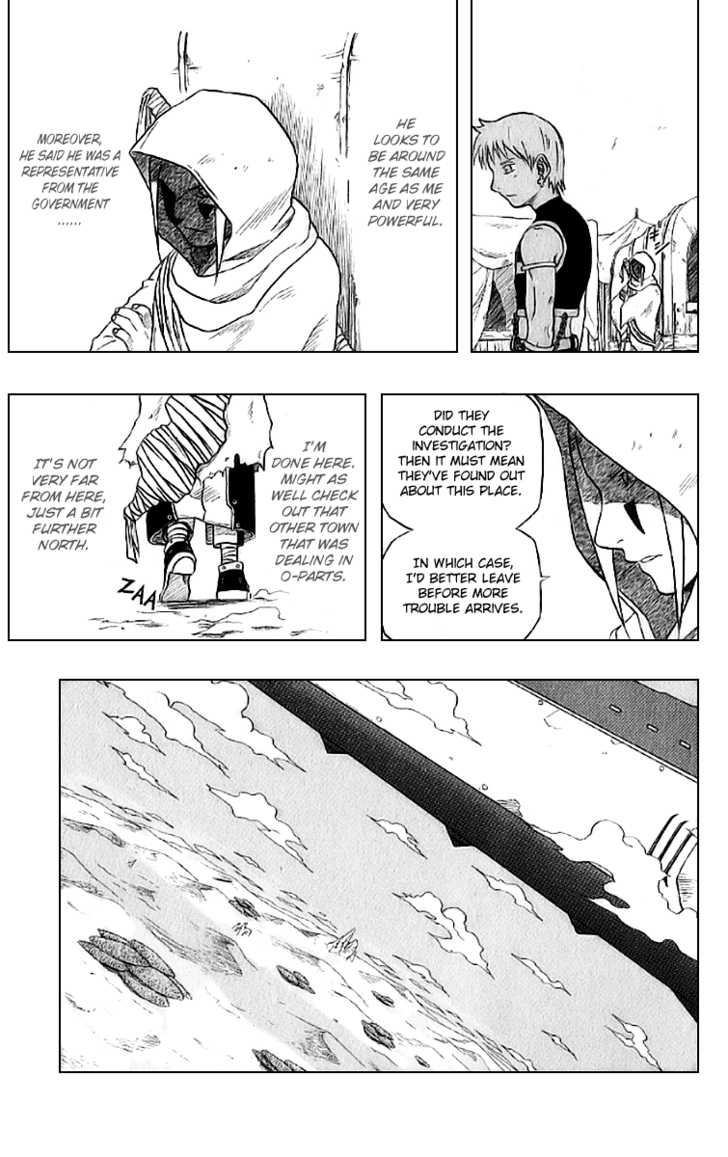 HE
LOOKS TO
BE AROUND
THE SAME
AGE AS ME
AND VERY
POWERFUL.
MOREOVER,
HE SAID HE WAS A
REPRESENTATIVE
FROM THE
GOVERNMENT
......
DID THEY
CONDUCT THE
INVESTIGATION?
THEN IT MUST MEAN
THEY'VE FOUND OUT
ABOUT THIS PLACE.
IN WHICH CASE,
I'D BETTER LEAVE
BEFORE MORE
TROUBLE ARRIVES.
I'M
DONE HERE.
MIGHT AS
WELL CHECK
OUT THAT
OTHER TOWN
THAT WAS
DEALING IN
O-PARTS.
IT'S NOT
VERY FAR
FROM HERE,
JUST A BIT
FURTHER
NORTH.
ZAA